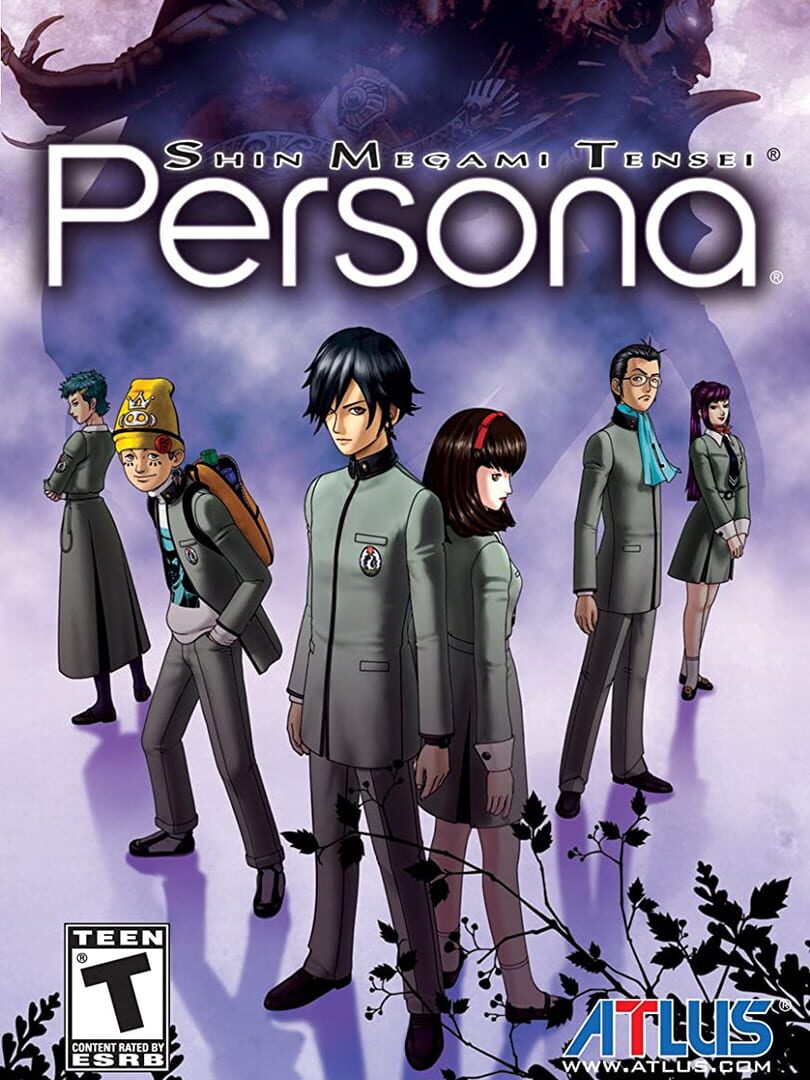 SHIN MEGAMI TENSEI®
Persona®
TEEN
®
T
CONTENT RATED BY
ESRB
ATLUS®
WWW.ATLUS.COM